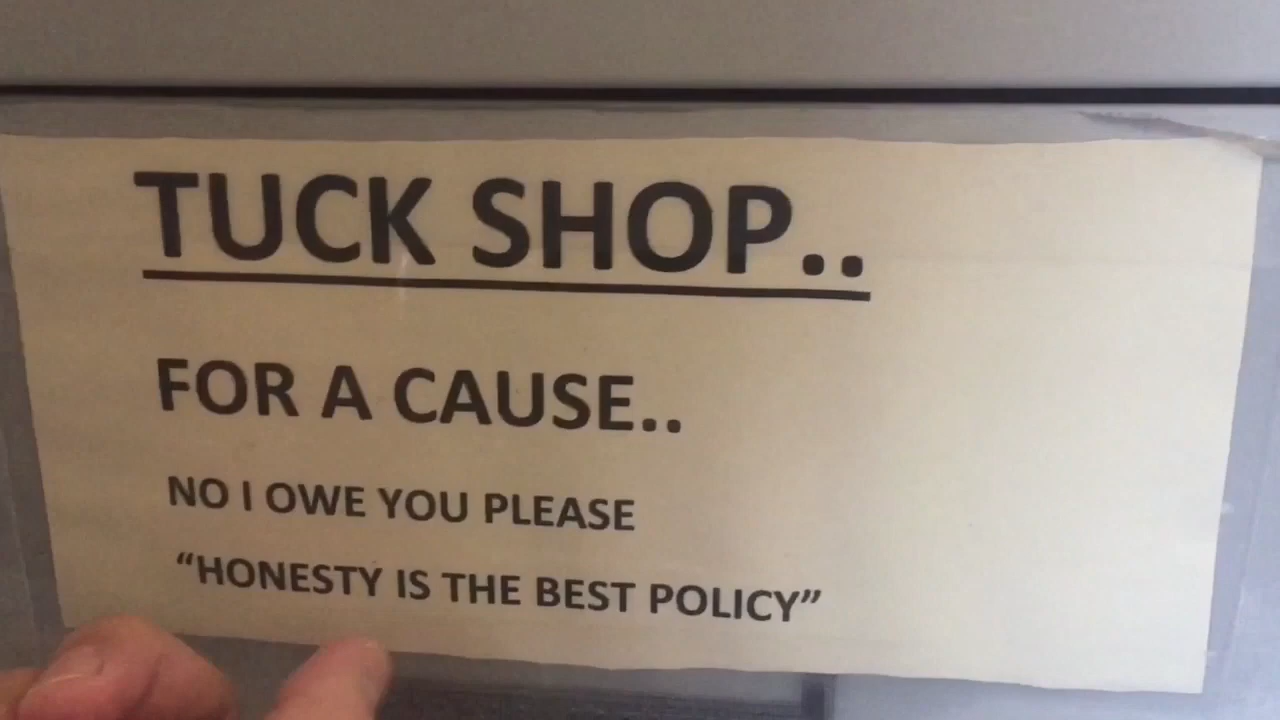 TUCK SHOP..
FOR A CAUSE..
NO I OWE YOU PLEASE
“HONESTY IS THE BEST POLICY”